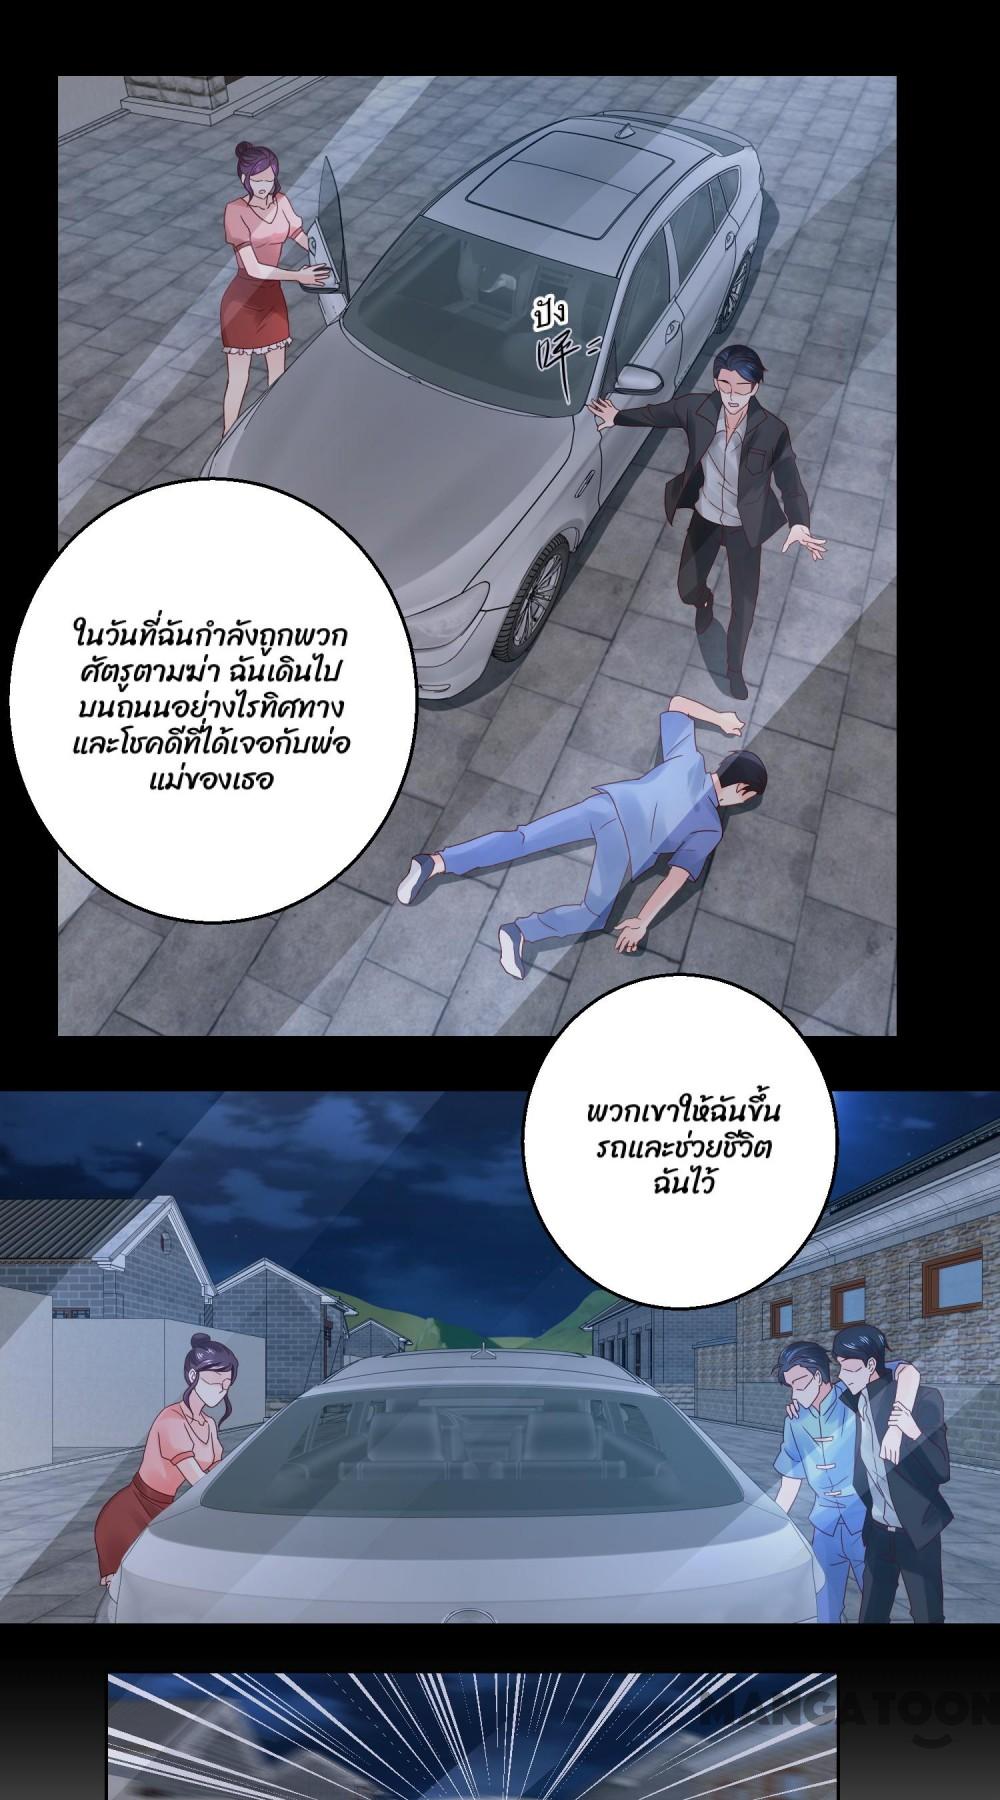 ปัง
呯
ในวันที่ฉันกำลังถูกพวก
ศัตรูตามฆ่า ฉันเดินไป
บนถนนอย่างไรทิศทาง
และโชคดีที่ได้เจอกับพ่อ
แม่ของเธอ
พวกเขาให้ฉันขึ้น
รถและช่วยชีวิต
ฉันไว้
MANGATOON